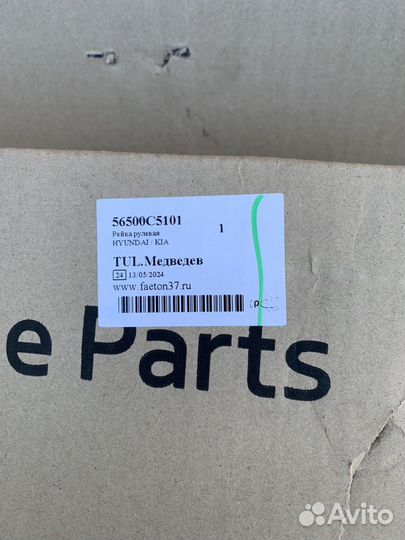 56500C5101
1
Рейка рулевая
HYUNDAI / KIA
TUL.Медведев
24 13/05/2024
www.faeton37.ru
e Parts
Avito